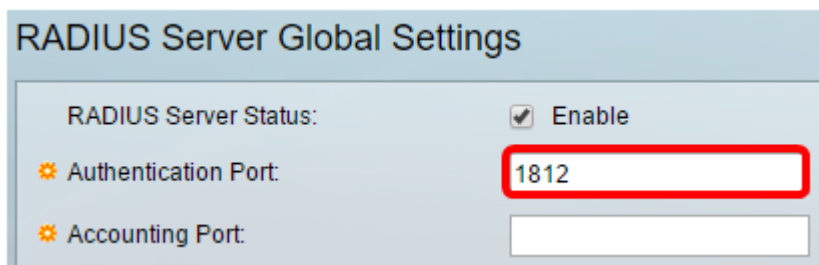 RADIUS Server Global Settings
RADIUS Server Status: Enable
Authentication Port: 1812
Accounting Port: